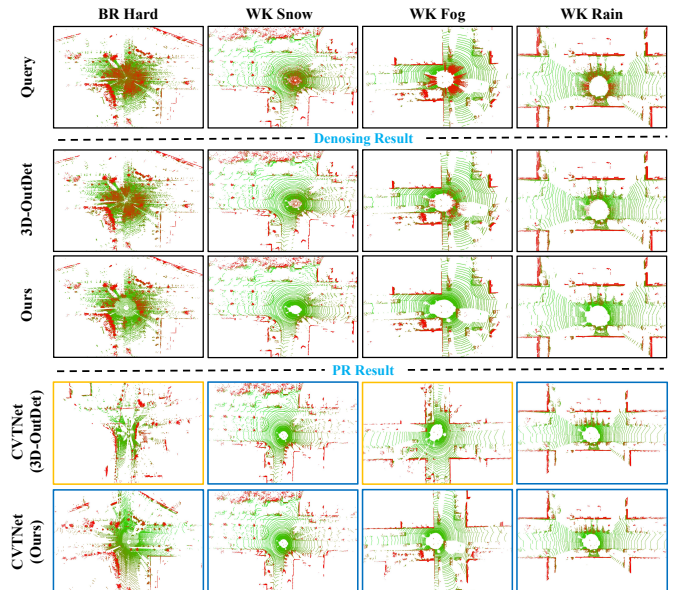 BR Hard WK Snow WK Fog WK Rain
Query
Denosing Result
3D-OutDet
Ours
PR Result
CVTNet
(3D-OutDet)
CVTNet
(Ours)